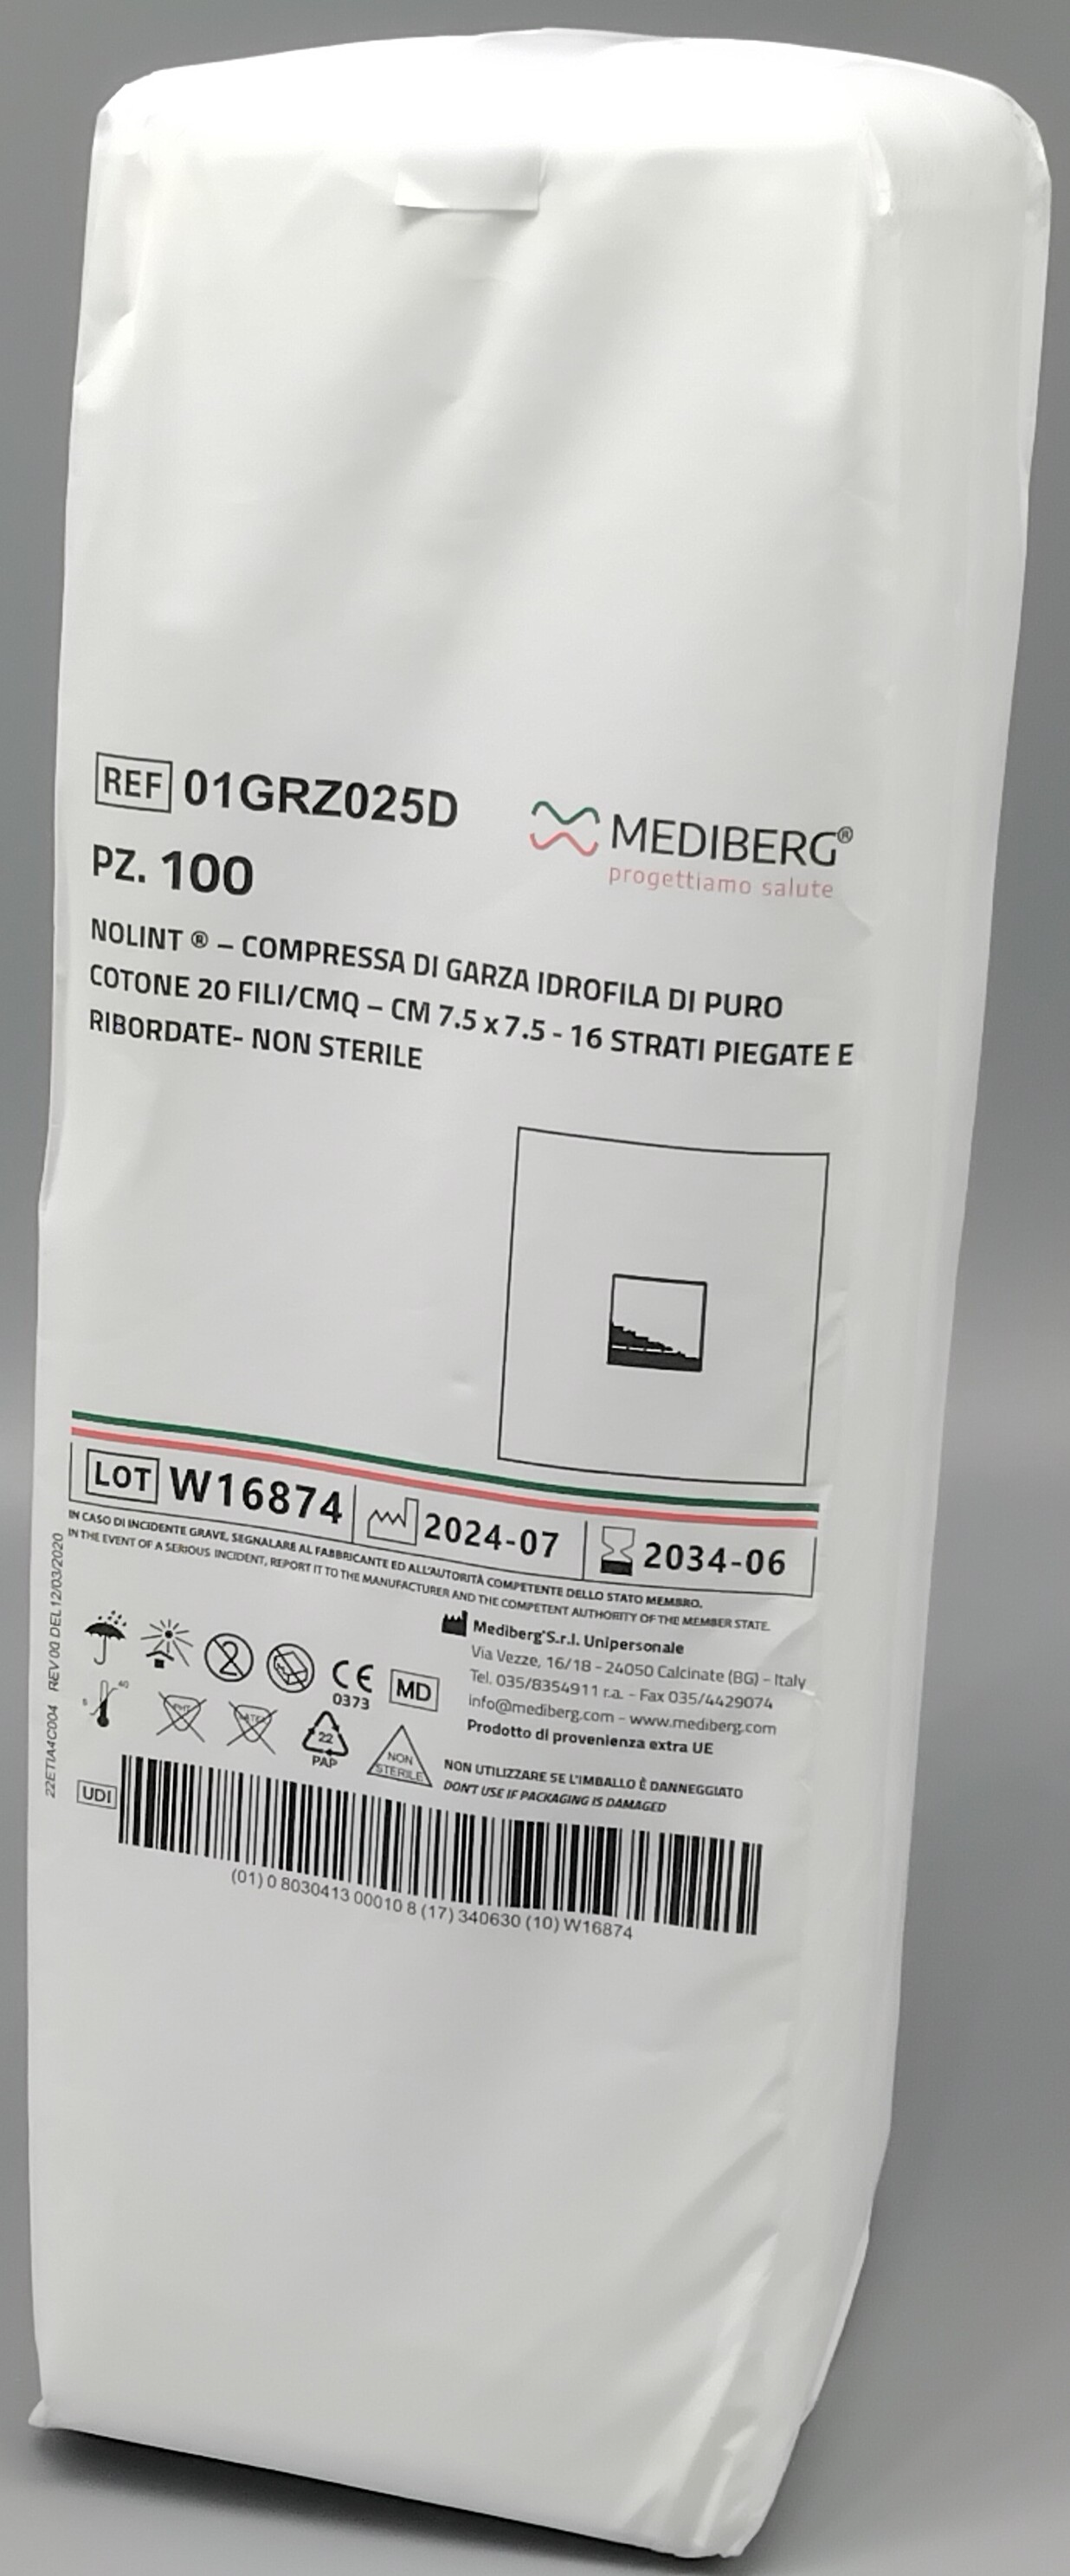 REF 01GRZ025D
MEDIBERG®
progettiamo salute
PZ. 100
NOLINT ® – COMPRESSA DI GARZA IDROFILA DI PURO
COTONE 20 FILI/CMQ – CM 7.5 x 7.5 - 16 STRATI PIEGATE E
RIBORDATE- NON STERILE
LOT W16874
2024-07
2034-06
IN CASO DI INCIDENTE GRAVE, SEGNALARE AL FABBRICANTE ED ALL'AUTORITÀ COMPETENTE DELLO STATO MEMBRO.
IN THE EVENT OF A SERIOUS INCIDENT, REPORT IT TO THE MANUFACTURER AND THE COMPETENT AUTHORITY OF THE MEMBER STATE.
Mediberg S.r.l. Unipersonale
Via Vezze, 16/18 - 24050 Calcinate (BG) - Italy
Tel. 035/8354911 r.a. - Fax 035/4429074
info@mediberg.com - www.mediberg.com
Prodotto di provenienza extra UE
2
CE
0373
MD
5
40
PHT
LATEX
22
PAP
NON
STERILE
NON UTILIZZARE SE L'IMBALLO È DANNEGGIATO
DON'T USE IF PACKAGING IS DAMAGED
22ETIA4C004 REV 00 DEL 12/03/2020
UDI
(01) 0 8030413 00010 8 (17) 340630 (10) W16874